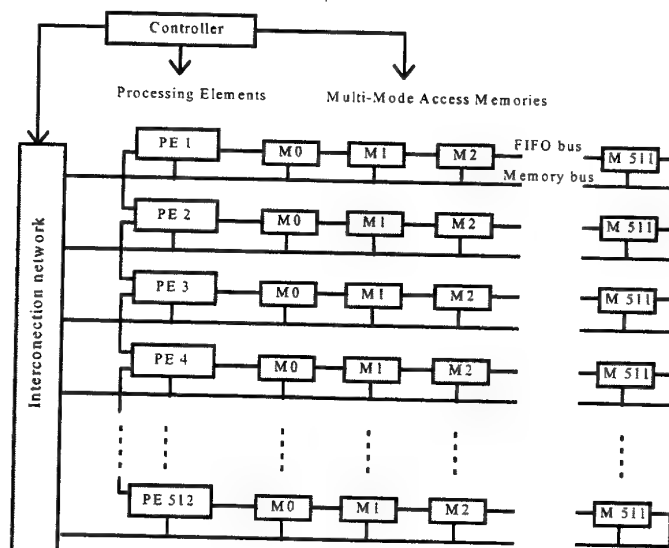 Controller
Processing Elements
Multi-Mode Access Memories
PE 1
M0
M1
M2
FIFO bus
M 511
Memory bus
PE 2
M0
M1
M2
M 511
PE 3
M0
M1
M2
M 511
PE 4
M0
M1
M2
M 511
PE 512
M0
M1
M2
M 511
Interconection network